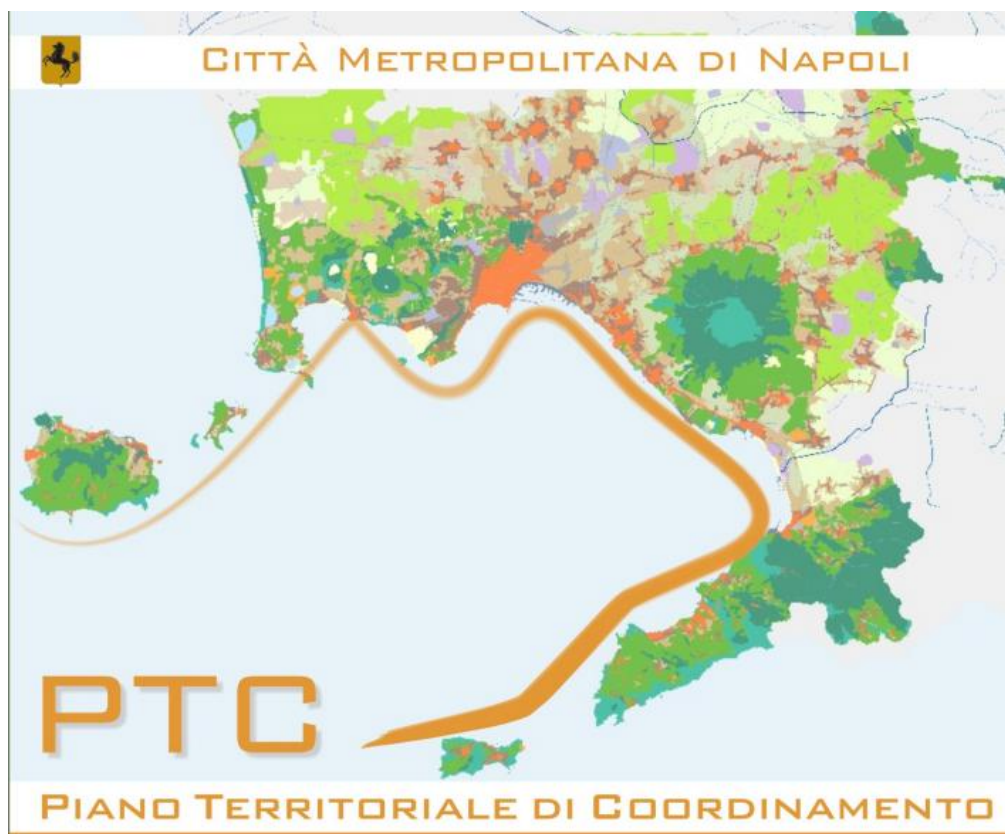 Città Metropolitana di Napoli
PTC
Piano Territoriale di Coordinamento